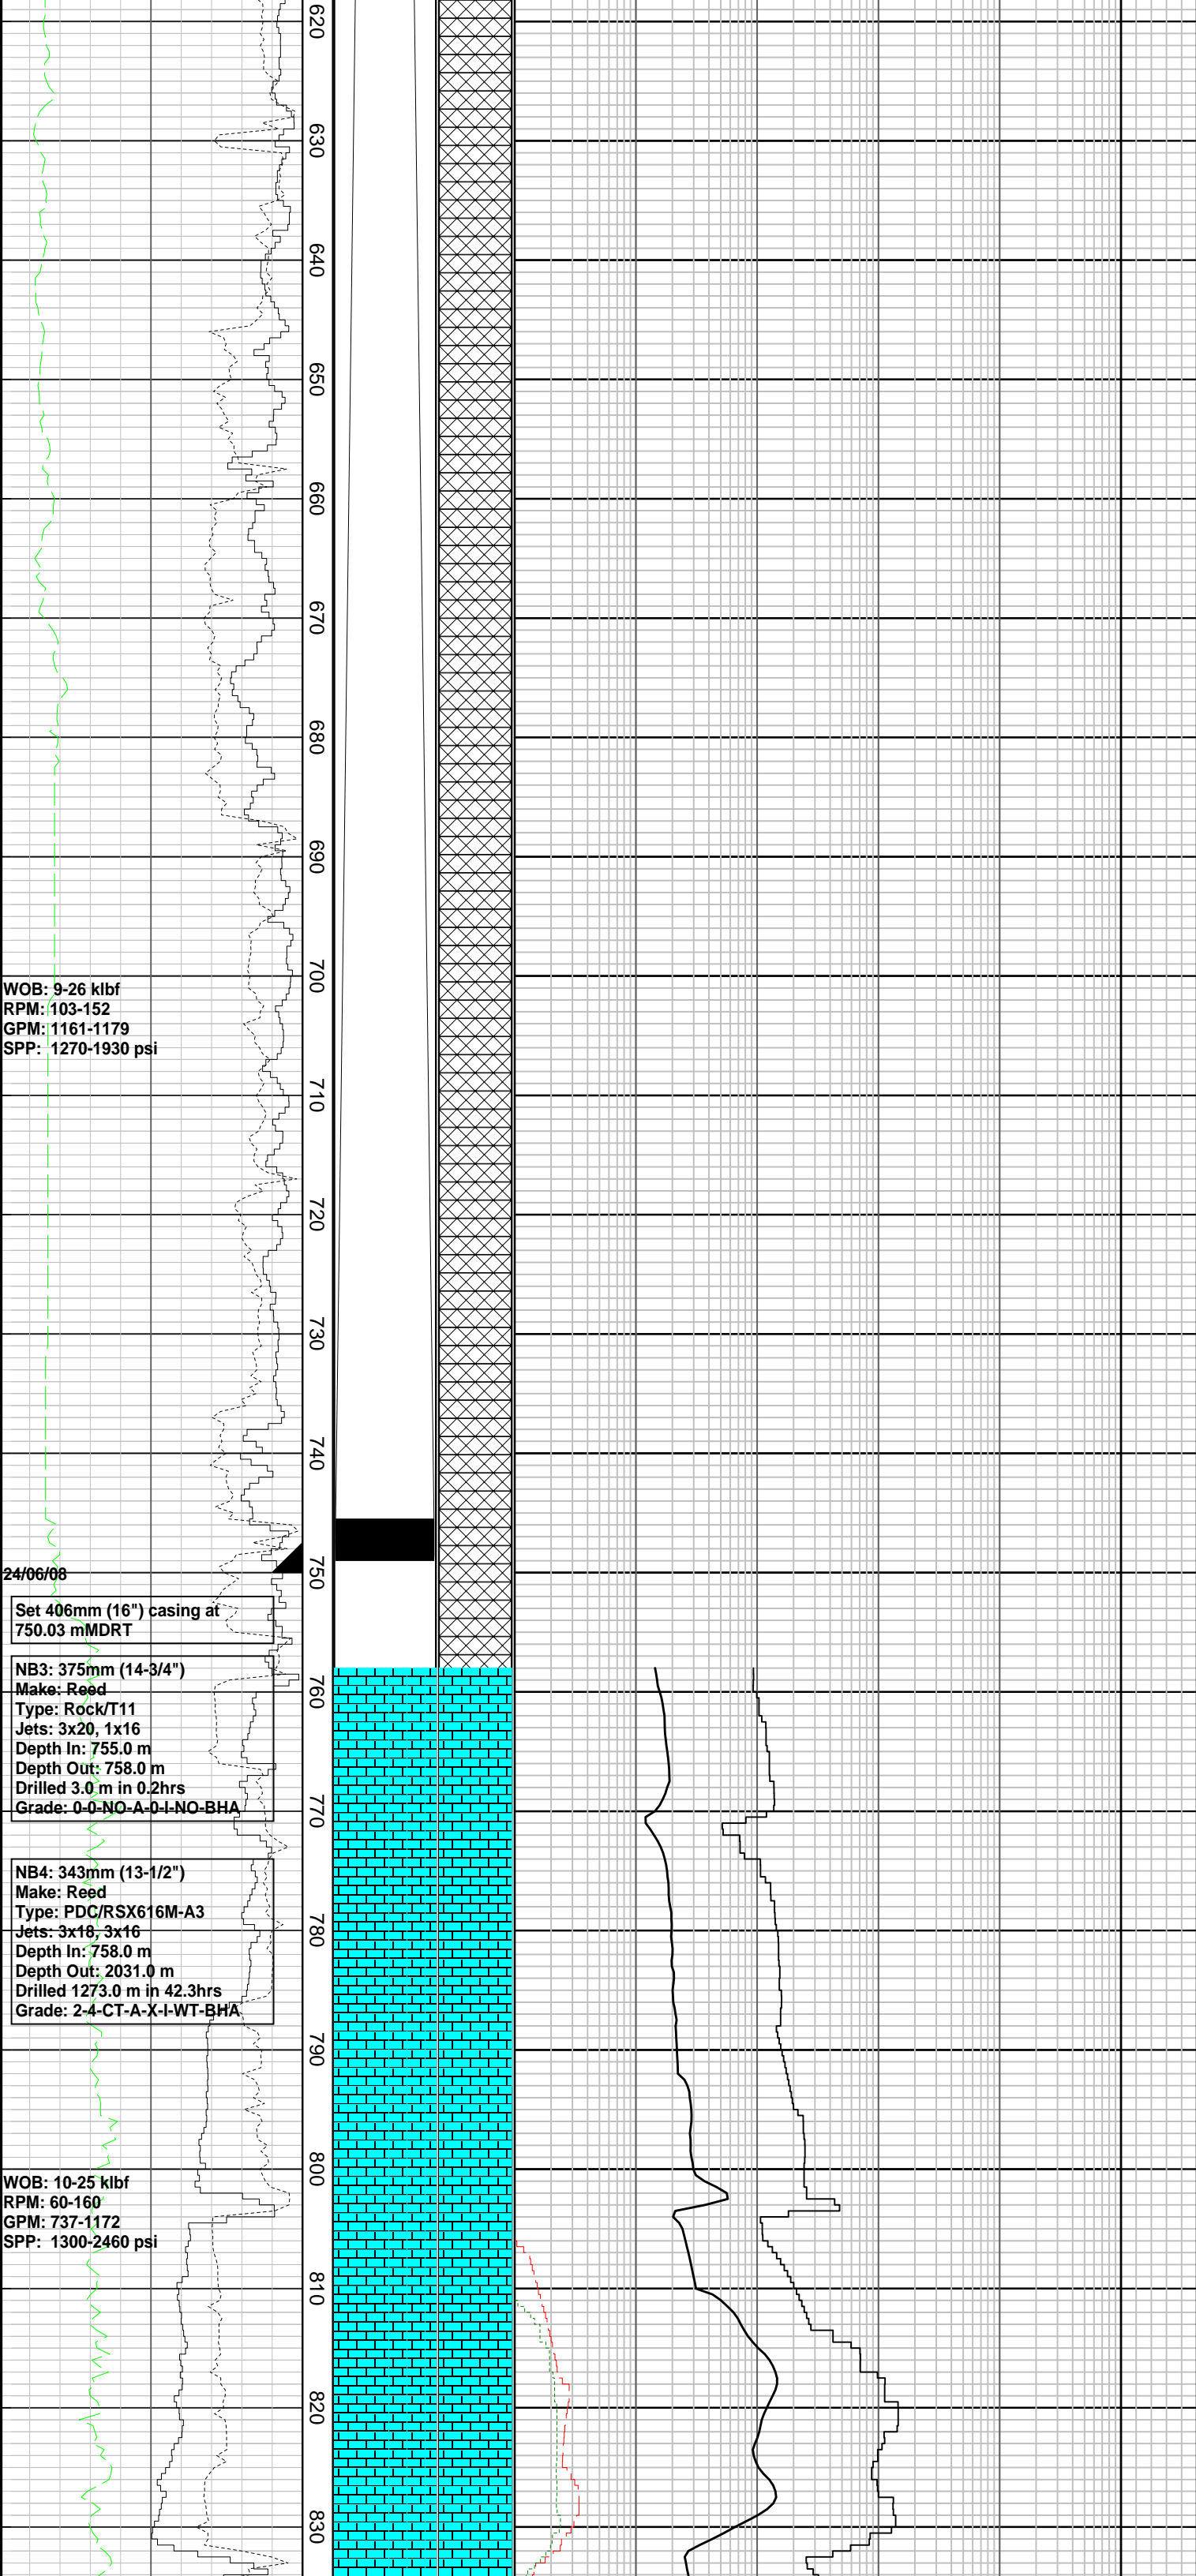 620
630
640
650
660
670
680
690
700
WOB: 9-26 klbf
RPM: 103-152
GPM: 1161-1179
SPP: 1270-1930 psi
710
720
730
740
750
24/06/08
Set 406mm (16") casing at
750.03 mMDRT
NB3: 375mm (14-3/4")
Make: Reed
Type: Rock/T11
Jets: 3x20, 1x16
Depth In: 755.0 m
Depth Out: 758.0 m
Drilled 3.0 m in 0.2hrs
Grade: 0-0-NO-A-0-I-NO-BHA
760
770
NB4: 343mm (13-1/2")
Make: Reed
Type: PDC/RSX616M-A3
Jets: 3x18, 3x16
Depth In: 758.0 m
Depth Out: 2031.0 m
Drilled 1273.0 m in 42.3hrs
Grade: 2-4-CT-A-X-I-WT-BHA
780
790
800
WOB: 10-25 klbf
RPM: 60-160
GPM: 737-1172
SPP: 1300-2460 psi
810
820
830